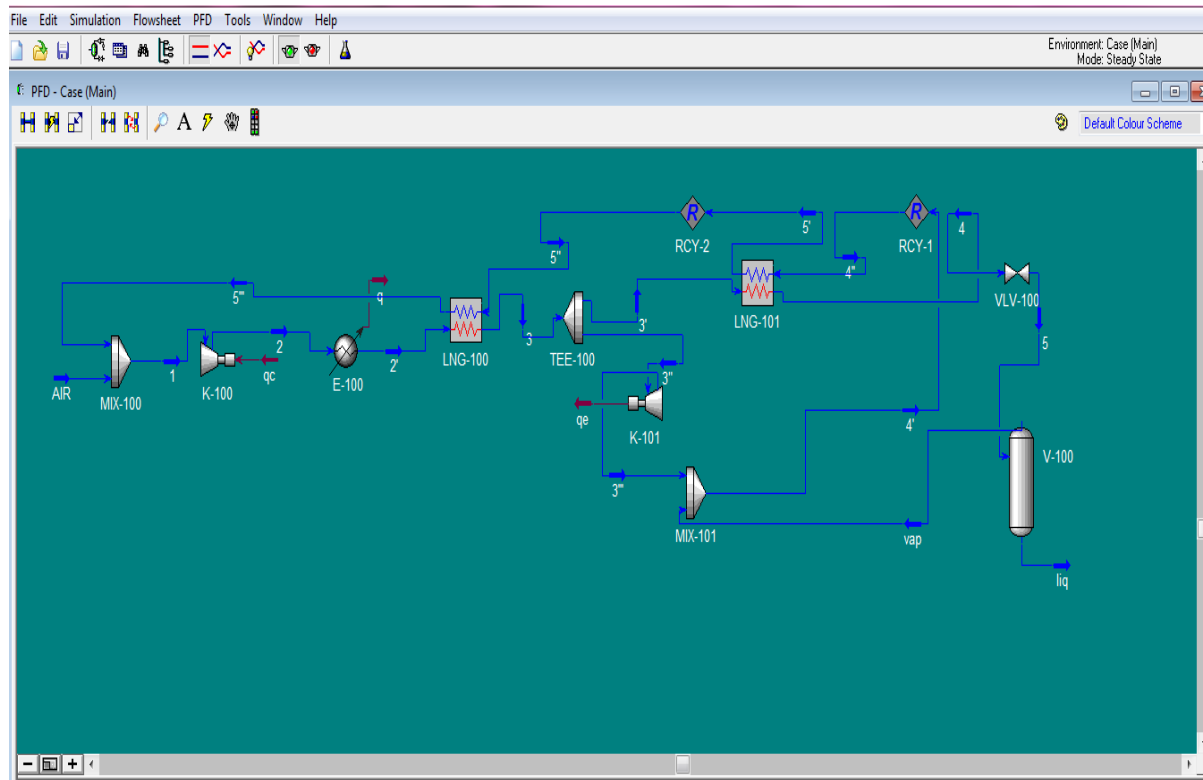 File Edit Simulation Flowsheet PFD Tools Window Help
Environment: Case (Main)
Mode: Steady State
PFD - Case (Main)
A
Default Colour Scheme
R
RCY-2
5'
R
RCY-1
4
5"
4"
VLV-100
q
5'"
LNG-101
LNG-100
3
TEE-100
3'
5
2
AIR
MIX-100
1
K-100
qc
E-100
2'
3"
qe
K-101
4'
V-100
3'"
MIX-101
vap
liq